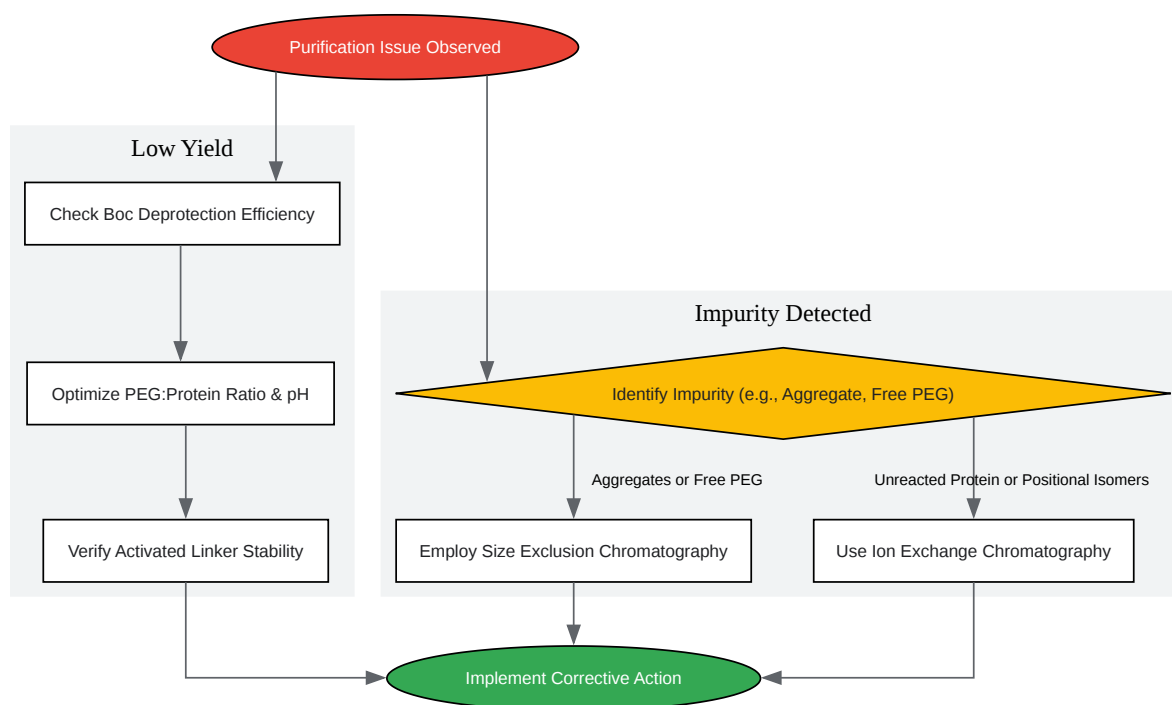 Purification Issue Observed
Low Yield
Check Boc Deprotection Efficiency
Optimize PEG:Protein Ratio & pH
Verify Activated Linker Stability
Impurity Detected
Identify Impurity (e.g., Aggregate, Free PEG)
Aggregates or Free PEG
Unreacted Protein or Positional Isomers
Employ Size Exclusion Chromatography
Use Ion Exchange Chromatography
Implement Corrective Action